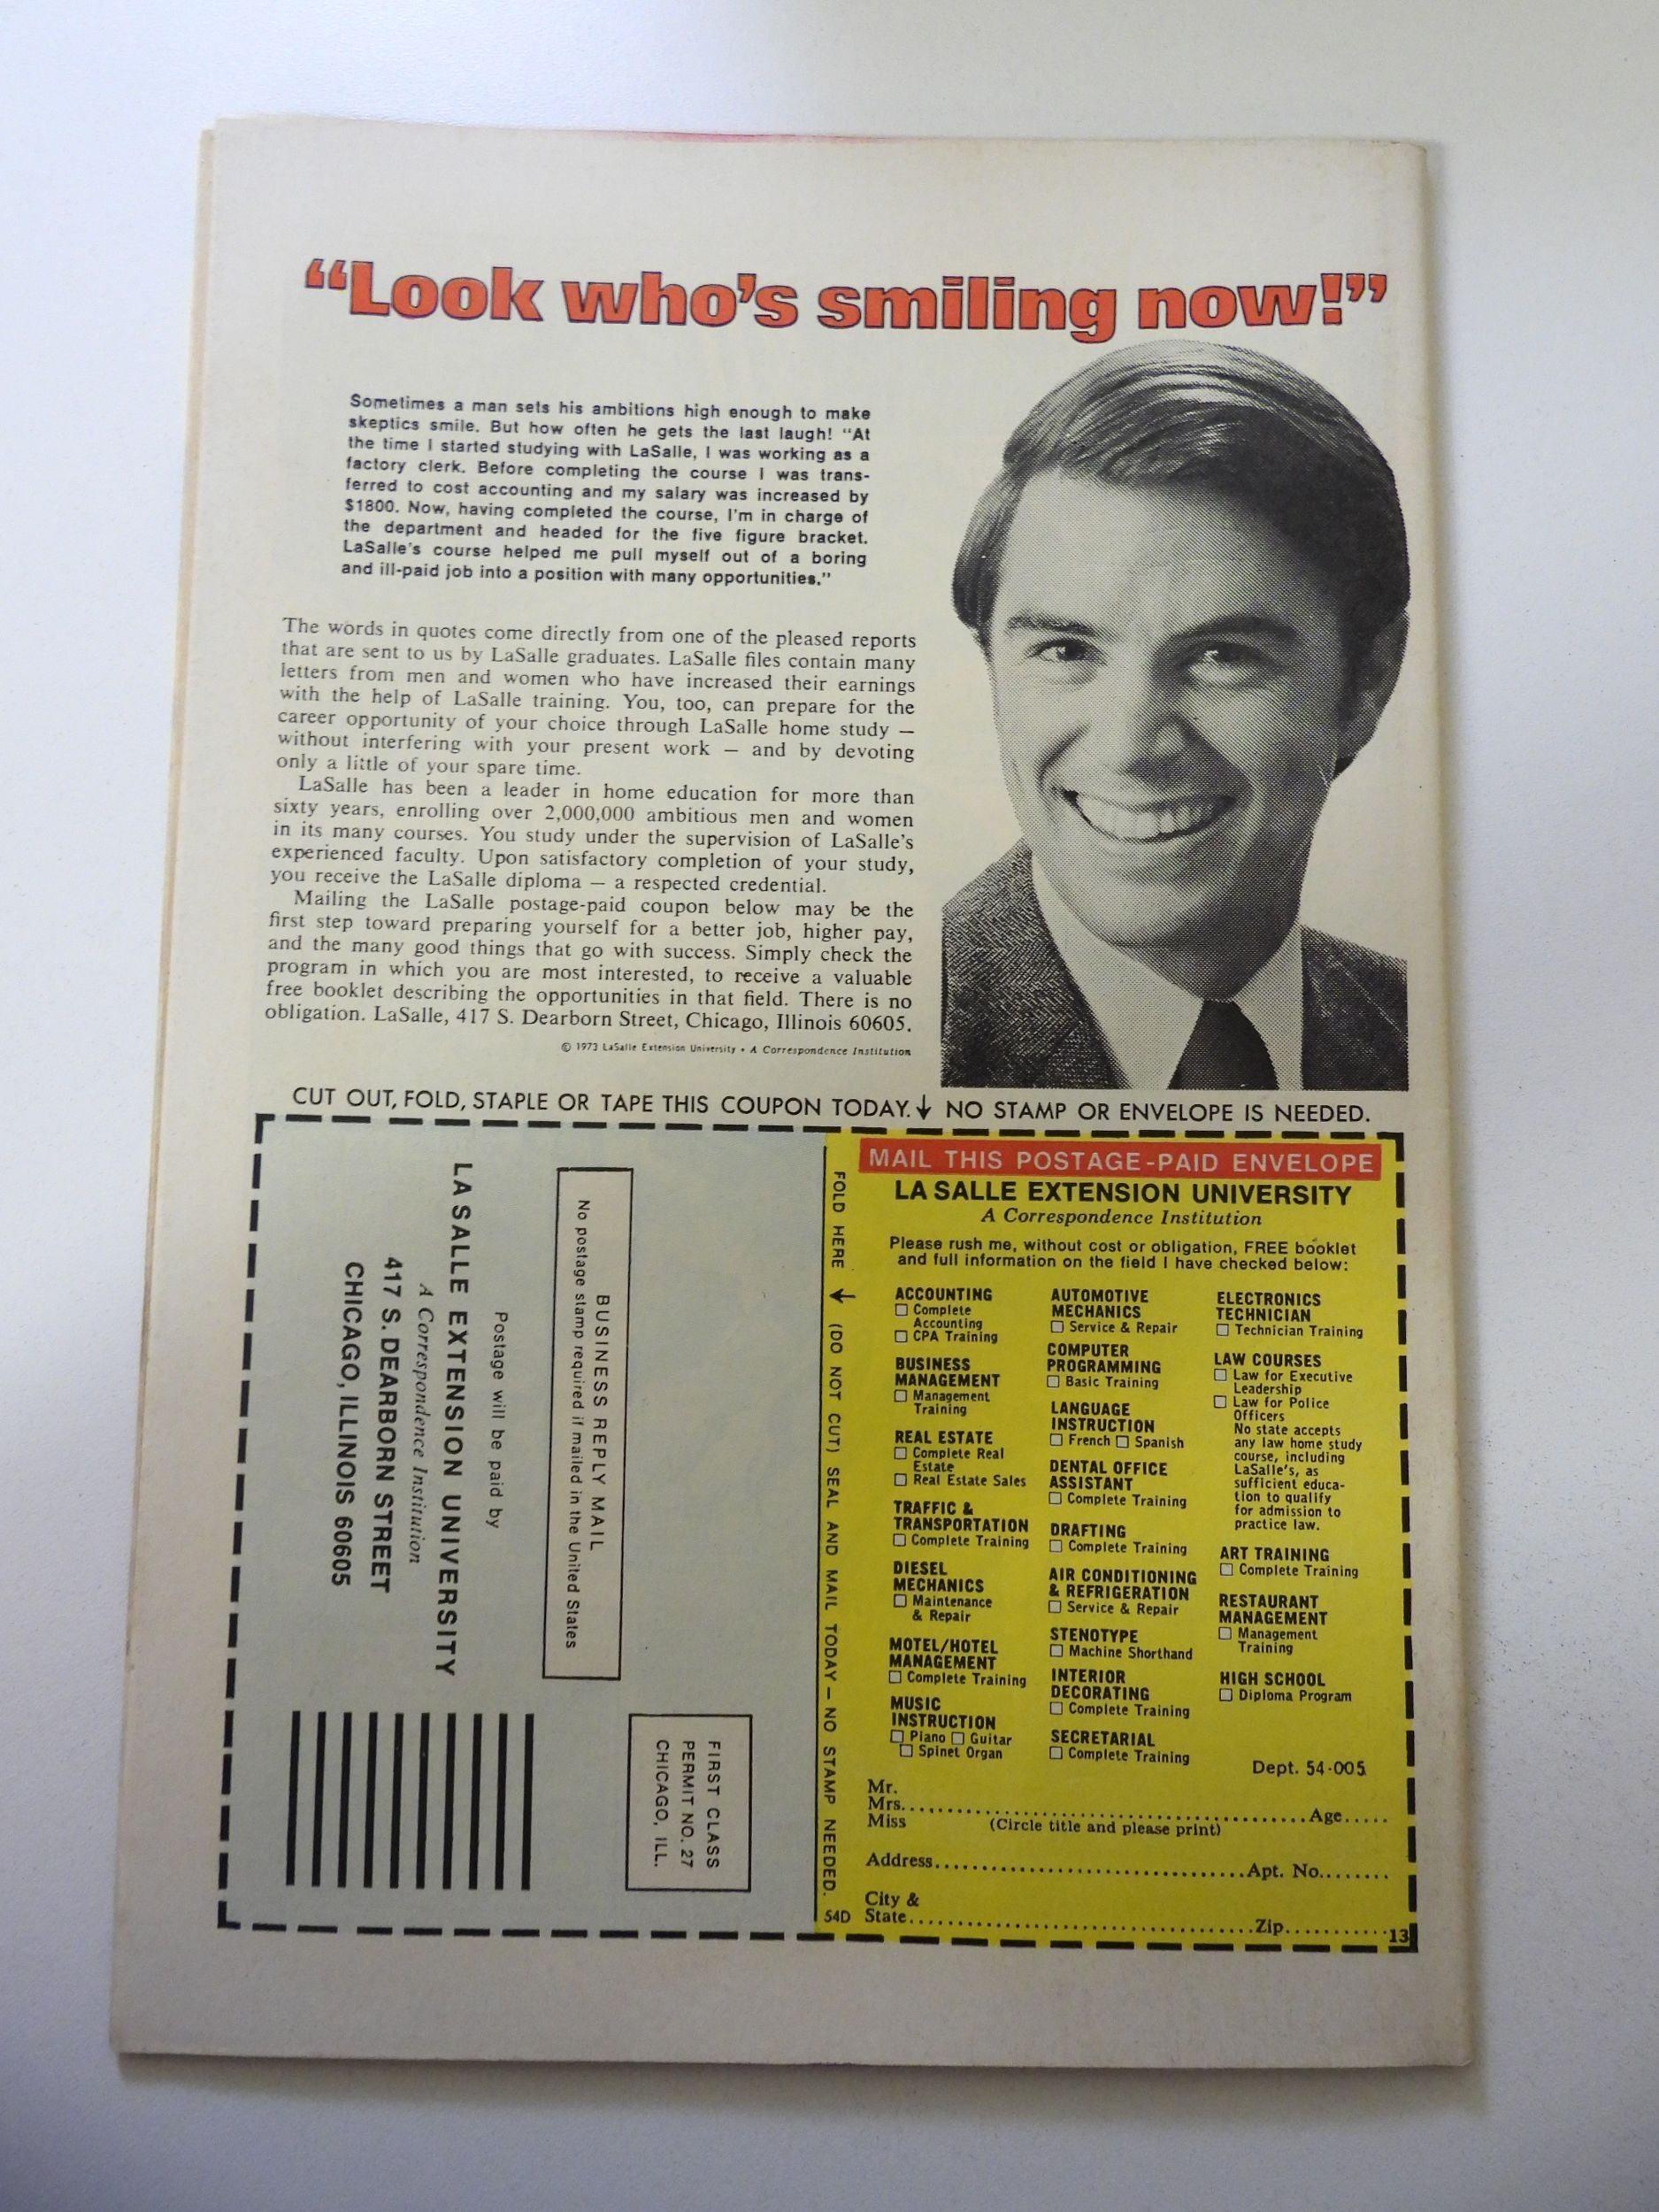 “Look who’s smiling now!”
Sometimes a man sets his ambitions high enough to make
skeptics smile. But how often he gets the last laugh! “At
the time I started studying with LaSalle, I was working as a
factory clerk. Before completing the course I was trans-
ferred to cost accounting and my salary was increased by
$1800. Now, having completed the course, I’m in charge of
the department and headed for the five figure bracket.
LaSalle’s course helped me pull myself out of a boring
and ill-paid job into a position with many opportunities.”
The words in quotes come directly from one of the pleased reports
that are sent to us by LaSalle graduates. LaSalle files contain many
letters from men and women who have increased their earnings
with the help of LaSalle training. You, too, can prepare for the
career opportunity of your choice through LaSalle home study —
without interfering with your present work — and by devoting
only a little of your spare time.
LaSalle has been a leader in home education for more than
sixty years, enrolling over 2,000,000 ambitious men and women
in its many courses. You study under the supervision of LaSalle’s
experienced faculty. Upon satisfactory completion of your study,
you receive the LaSalle diploma — a respected credential.
Mailing the LaSalle postage-paid coupon below may be the
first step toward preparing yourself for a better job, higher pay,
and the many good things that go with success. Simply check the
program in which you are most interested, to receive a valuable
free booklet describing the opportunities in that field. There is no
obligation. LaSalle, 417 S. Dearborn Street, Chicago, Illinois 60605.
© 1973 LaSalle Extension University • A Correspondence Institution
CUT OUT, FOLD, STAPLE OR TAPE THIS COUPON TODAY. ↓ NO STAMP OR ENVELOPE IS NEEDED.
FIRST CLASS
PERMIT NO. 27
CHICAGO, ILL.
BUSINESS REPLY MAIL
No postage stamp required if mailed in the United States
Postage will be paid by
LA SALLE EXTENSION UNIVERSITY
A Correspondence Institution
417 S. DEARBORN STREET
CHICAGO, ILLINOIS 60605
FOLD HERE ↓ (DO NOT CUT) SEAL AND MAIL TODAY — NO STAMP NEEDED.
54D
MAIL THIS POSTAGE-PAID ENVELOPE
LA SALLE EXTENSION UNIVERSITY
A Correspondence Institution
Please rush me, without cost or obligation, FREE booklet
and full information on the field I have checked below:
ACCOUNTING
☐ Complete
Accounting
☐ CPA Training
BUSINESS
MANAGEMENT
☐ Management
Training
REAL ESTATE
☐ Complete Real
Estate
☐ Real Estate Sales
TRAFFIC &
TRANSPORTATION
☐ Complete Training
DIESEL
MECHANICS
☐ Maintenance
& Repair
MOTEL/HOTEL
MANAGEMENT
☐ Complete Training
MUSIC
INSTRUCTION
☐ Piano ☐ Guitar
☐ Spinet Organ
AUTOMOTIVE
MECHANICS
☐ Service & Repair
COMPUTER
PROGRAMMING
☐ Basic Training
LANGUAGE
INSTRUCTION
☐ French ☐ Spanish
DENTAL OFFICE
ASSISTANT
☐ Complete Training
DRAFTING
☐ Complete Training
AIR CONDITIONING
& REFRIGERATION
☐ Service & Repair
STENOTYPE
☐ Machine Shorthand
INTERIOR
DECORATING
☐ Complete Training
SECRETARIAL
☐ Complete Training
ELECTRONICS
TECHNICIAN
☐ Technician Training
LAW COURSES
☐ Law for Executive
Leadership
☐ Law for Police
Officers
No state accepts
any law home study
course, including
LaSalle’s, as
sufficient educa-
tion to qualify
for admission to
practice law.
ART TRAINING
☐ Complete Training
RESTAURANT
MANAGEMENT
☐ Management
Training
HIGH SCHOOL
☐ Diploma Program
Dept. 54-005
Mr.
Mrs. Age
Miss (Circle title and please print)
Address Apt. No.
City &
State Zip
13